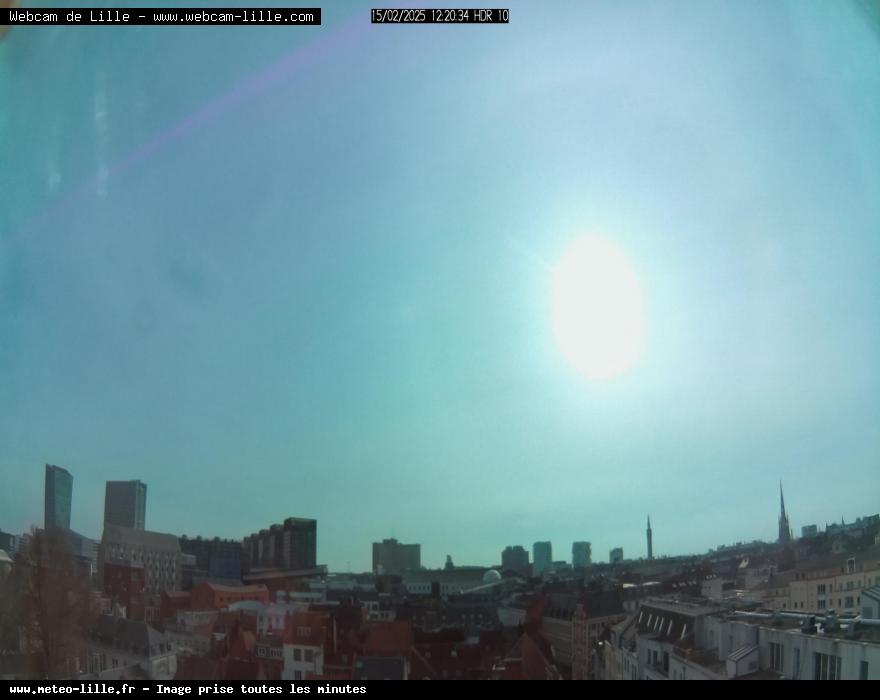 Webcam de Lille - www.webcam-lille.com
15/02/2025 12:20:34 HDR 10
www.meteo-lille.fr - Image prise toutes les minutes